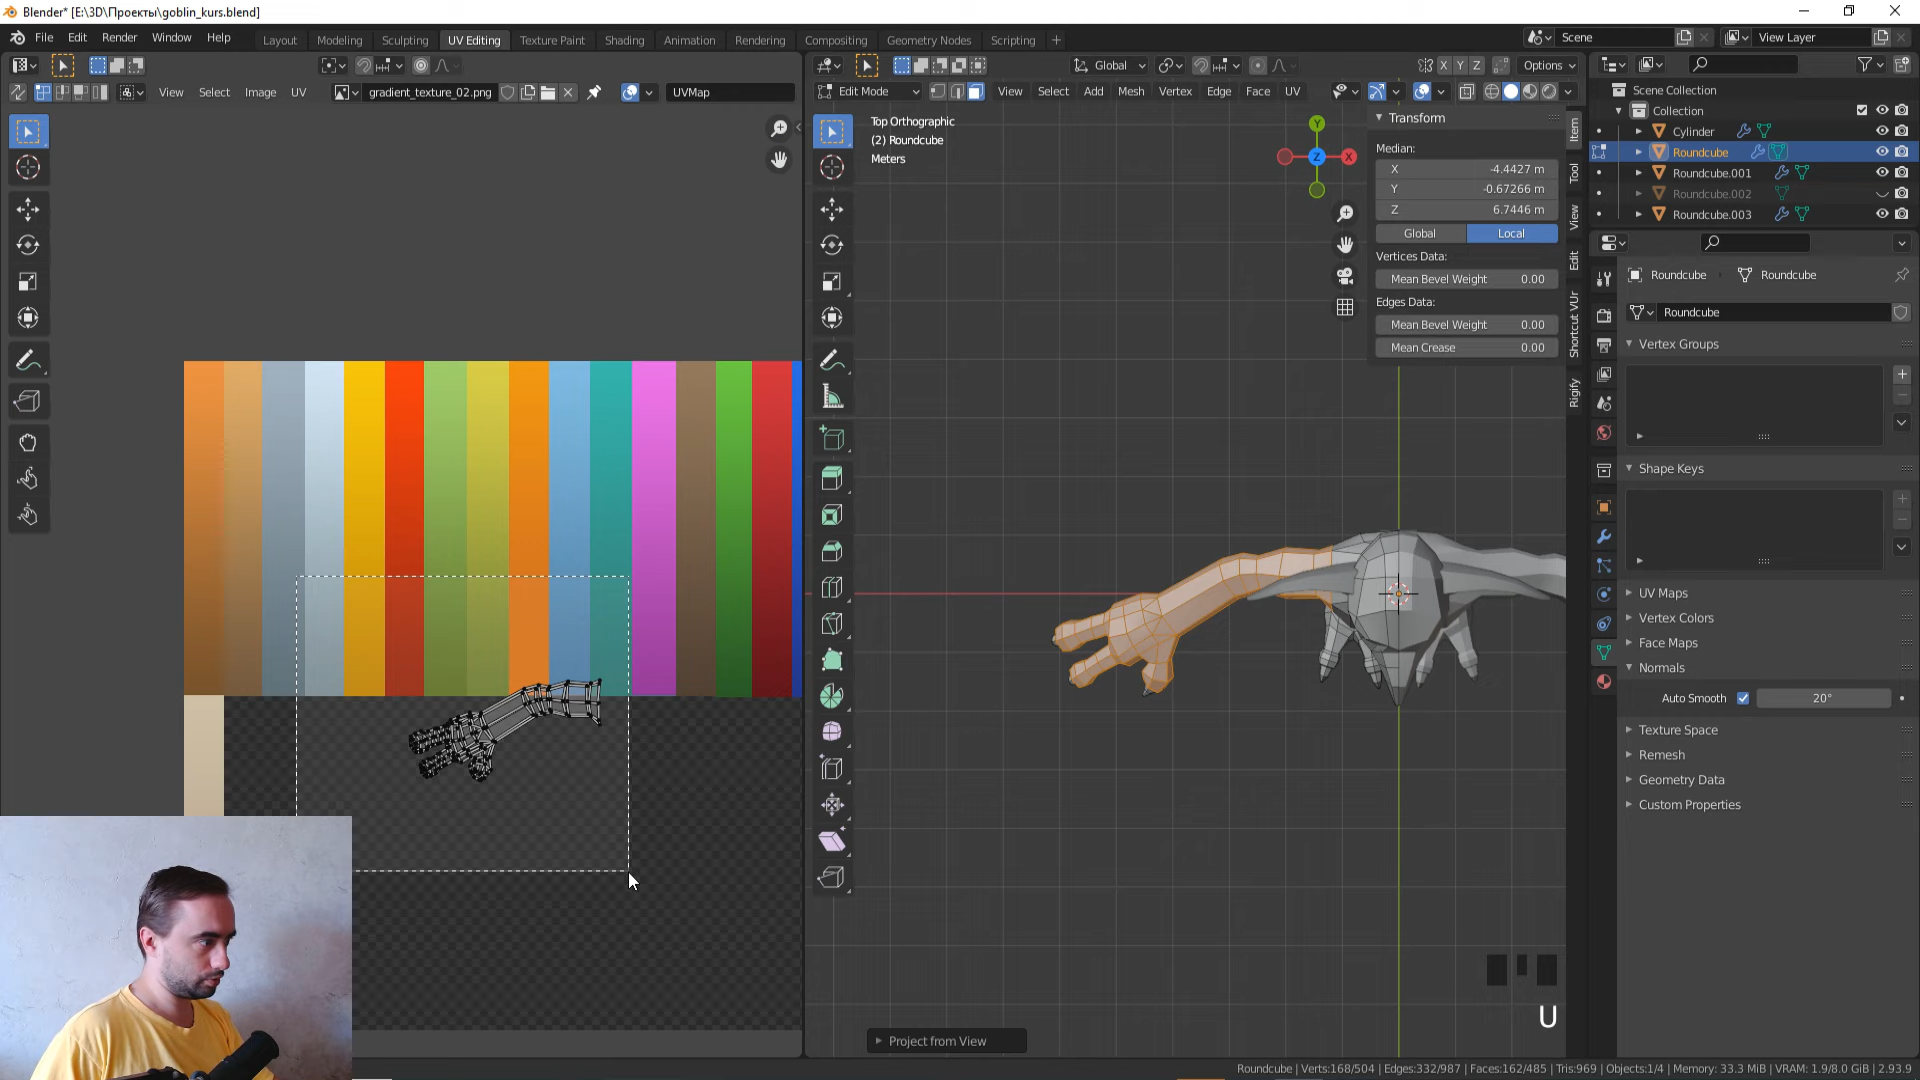 Blender* [E:\3D\Проекты\goblin_kurs.blend]
File Edit Render Window Help
Layout Modeling Sculpting UV Editing Texture Paint Shading Animation Rendering Compositing Geometry Nodes Scripting +
Scene
View Layer
Global
X Y Z
Options
View Select Image UV
gradient_texture_02.png
UVMap
Edit Mode
View Select Add Mesh Vertex Edge Face UV
Top Orthographic
(2) Roundcube
Meters
Y
Z
X
Transform
Median:
X -4.4427 m
Y -0.67266 m
Z 6.7446 m
Global Local
Vertices Data:
Mean Bevel Weight 0.00
Edges Data:
Mean Bevel Weight 0.00
Mean Crease 0.00
Item
Tool
View
Edit
Shortcut VUr
Rigify
Scene Collection
Collection
Cylinder
Roundcube
Roundcube.001
Roundcube.002
Roundcube.003
Roundcube Roundcube
Roundcube
Vertex Groups
Shape Keys
UV Maps
Vertex Colors
Face Maps
Normals
Auto Smooth 20°
Texture Space
Remesh
Geometry Data
Custom Properties
U
Project from View
Roundcube | Verts:168/504 | Edges:332/987 | Faces:162/485 | Tris:969 | Objects:1/4 | Memory: 33.3 MiB | VRAM: 1.9/8.0 GiB | 2.93.9